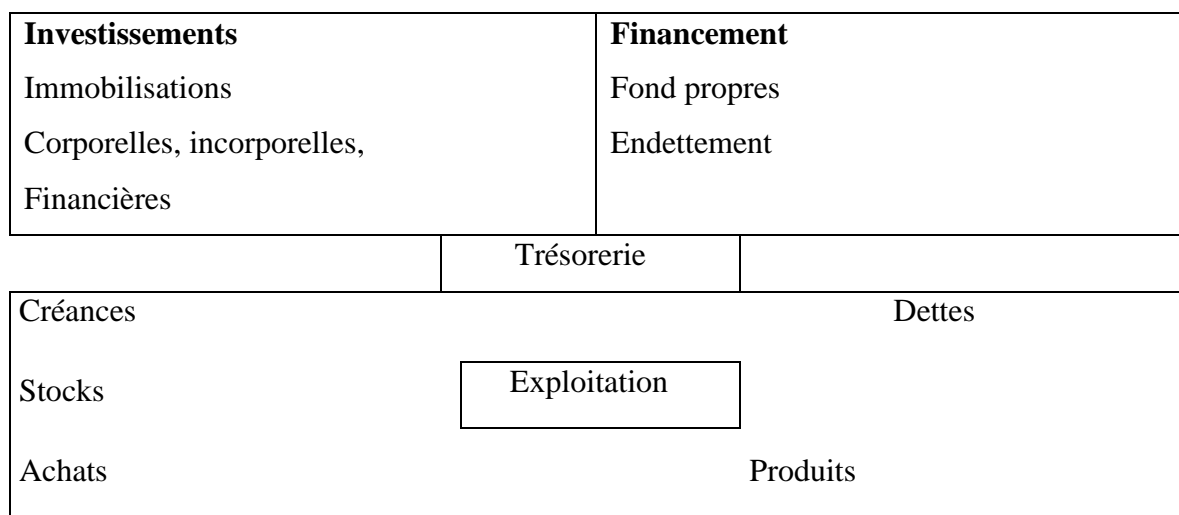 Investissements
Immobilisations
Corporelles, incorporelles,
Financières
Financement
Fond propres
Endettement
Trésorerie
Créances
Dettes
Stocks
Exploitation
Achats
Produits